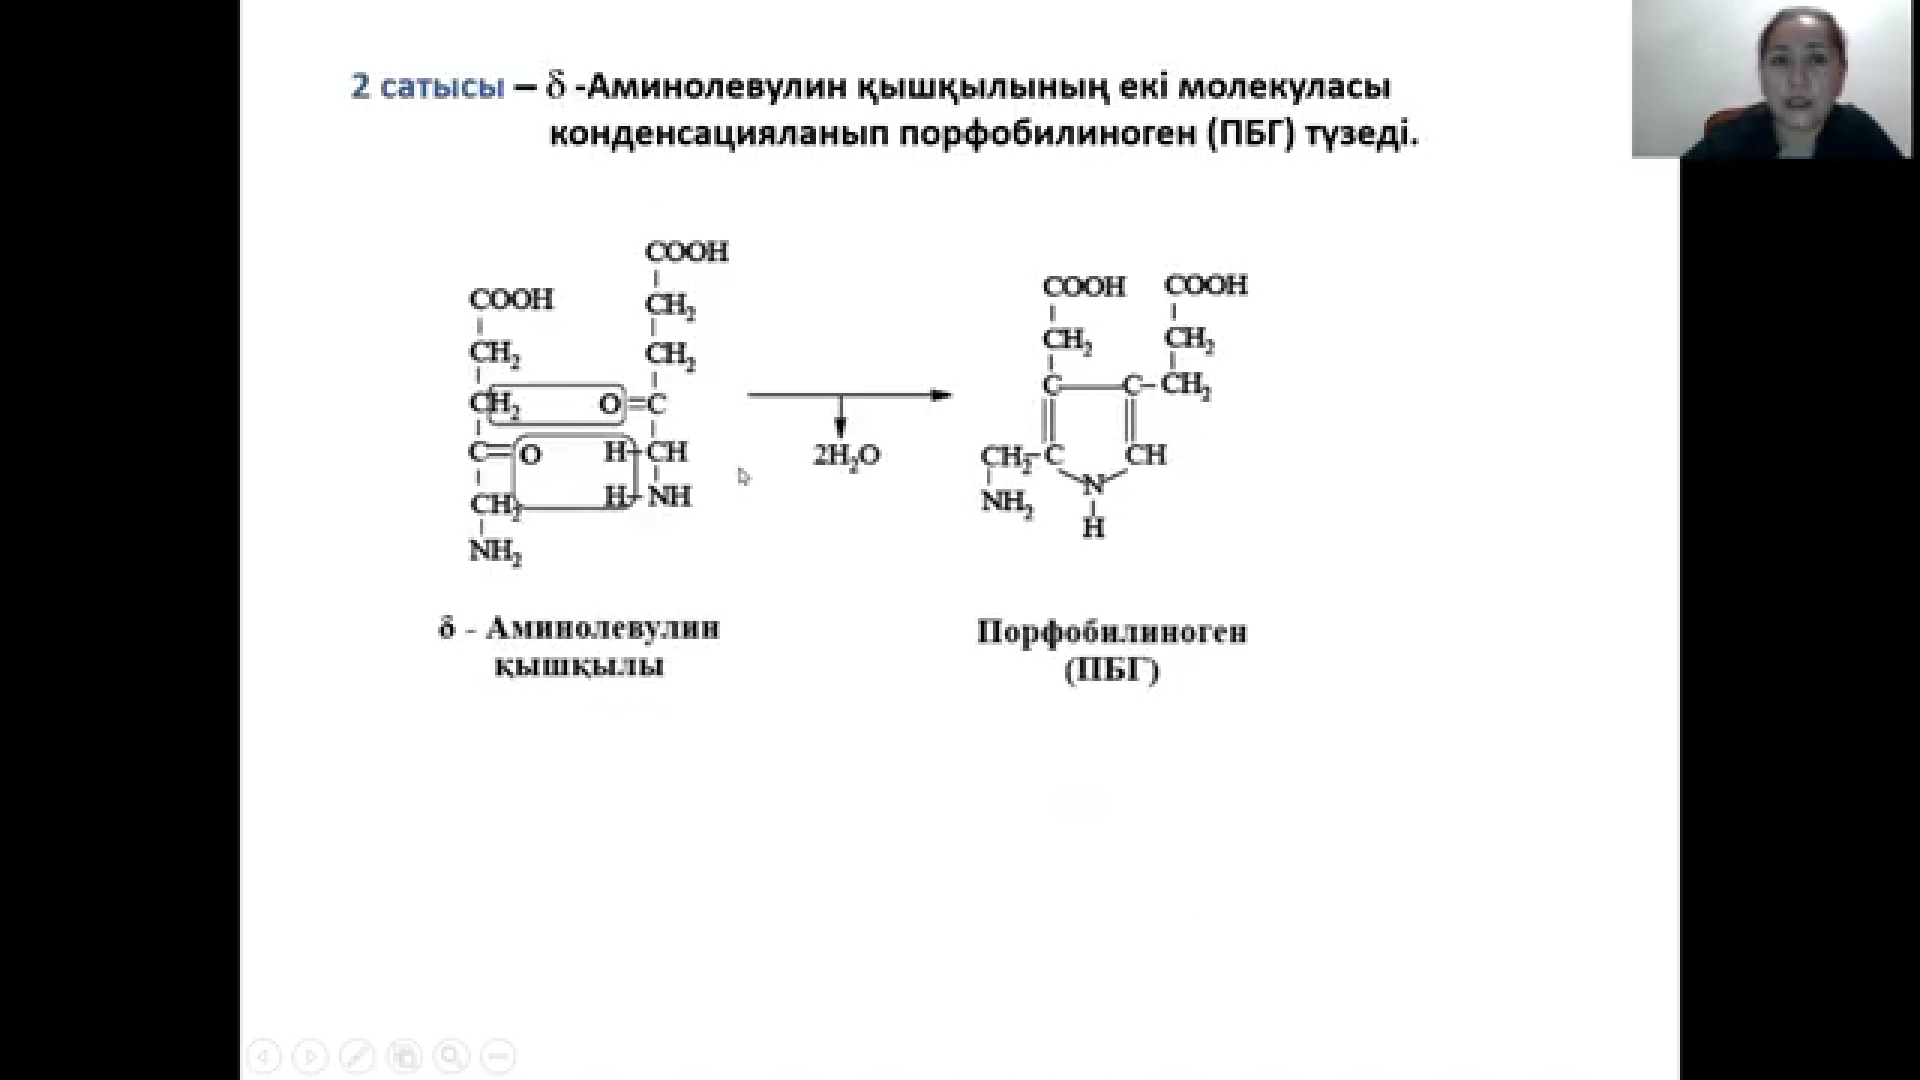 2 сатысы – δ -Аминолевулин қышқылының екі молекуласы
конденсацияланып порфобилиноген (ПБГ) түзеді.
COOH
CH₂
CH₂
C=O
CH₂
NH₂
COOH
CH₂
CH₂
O=C
H-CH
H-NH
2H₂O
COOH COOH
CH₂ CH₂
C C-CH₂
CH₂-C CH
NH₂ N
H
δ - Аминолевулин
қышқылы
Порфобилиноген
(ПБГ)